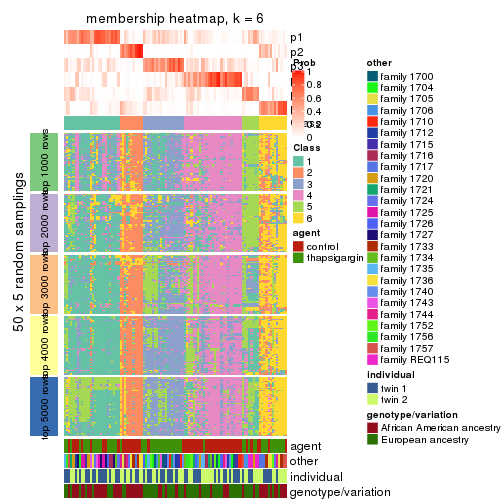 membership heatmap, k = 6
p1
p2
Prob
1
0.8
0.6
0.4
0
Class
1
2
3
4
5
6
agent
control
thapsigargin
other
family 1700
family 1704
family 1705
family 1706
family 1710
family 1712
family 1715
family 1716
family 1717
family 1720
family 1721
family 1724
family 1725
family 1726
family 1727
family 1733
family 1734
family 1735
family 1736
family 1740
family 1743
family 1744
family 1752
family 1756
family 1757
family REQ115
individual
twin 1
twin 2
genotype/variation
African American ancestry
European ancestry
50 x 5 random samplings
top 1000 rows
top 2000 rows
top 3000 rows
top 4000 rows
top 5000 rows
agent
other
individual
genotype/variation